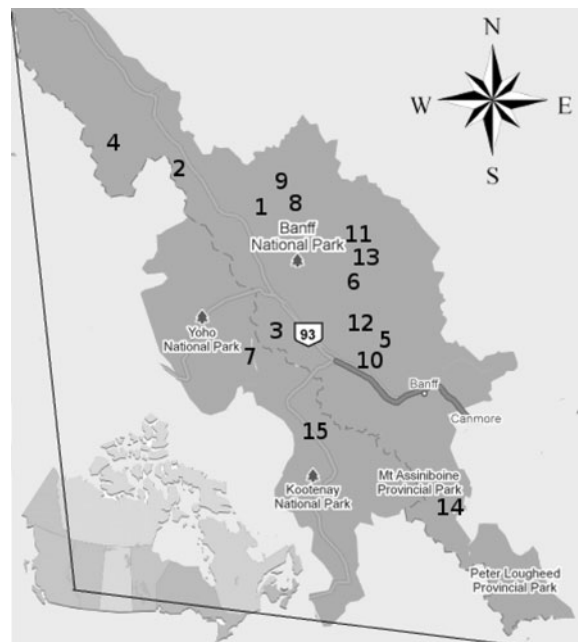 N
W E
S
4
2
9
1 8
Banff
National Park
11
13
6
12
3 93 5
Yoho
National Park
7 10
Banff
Canmore
15
Mt Assiniboine
Provincial Park
Kootenay
National Park
14
Peter Lougheed
Provincial Park